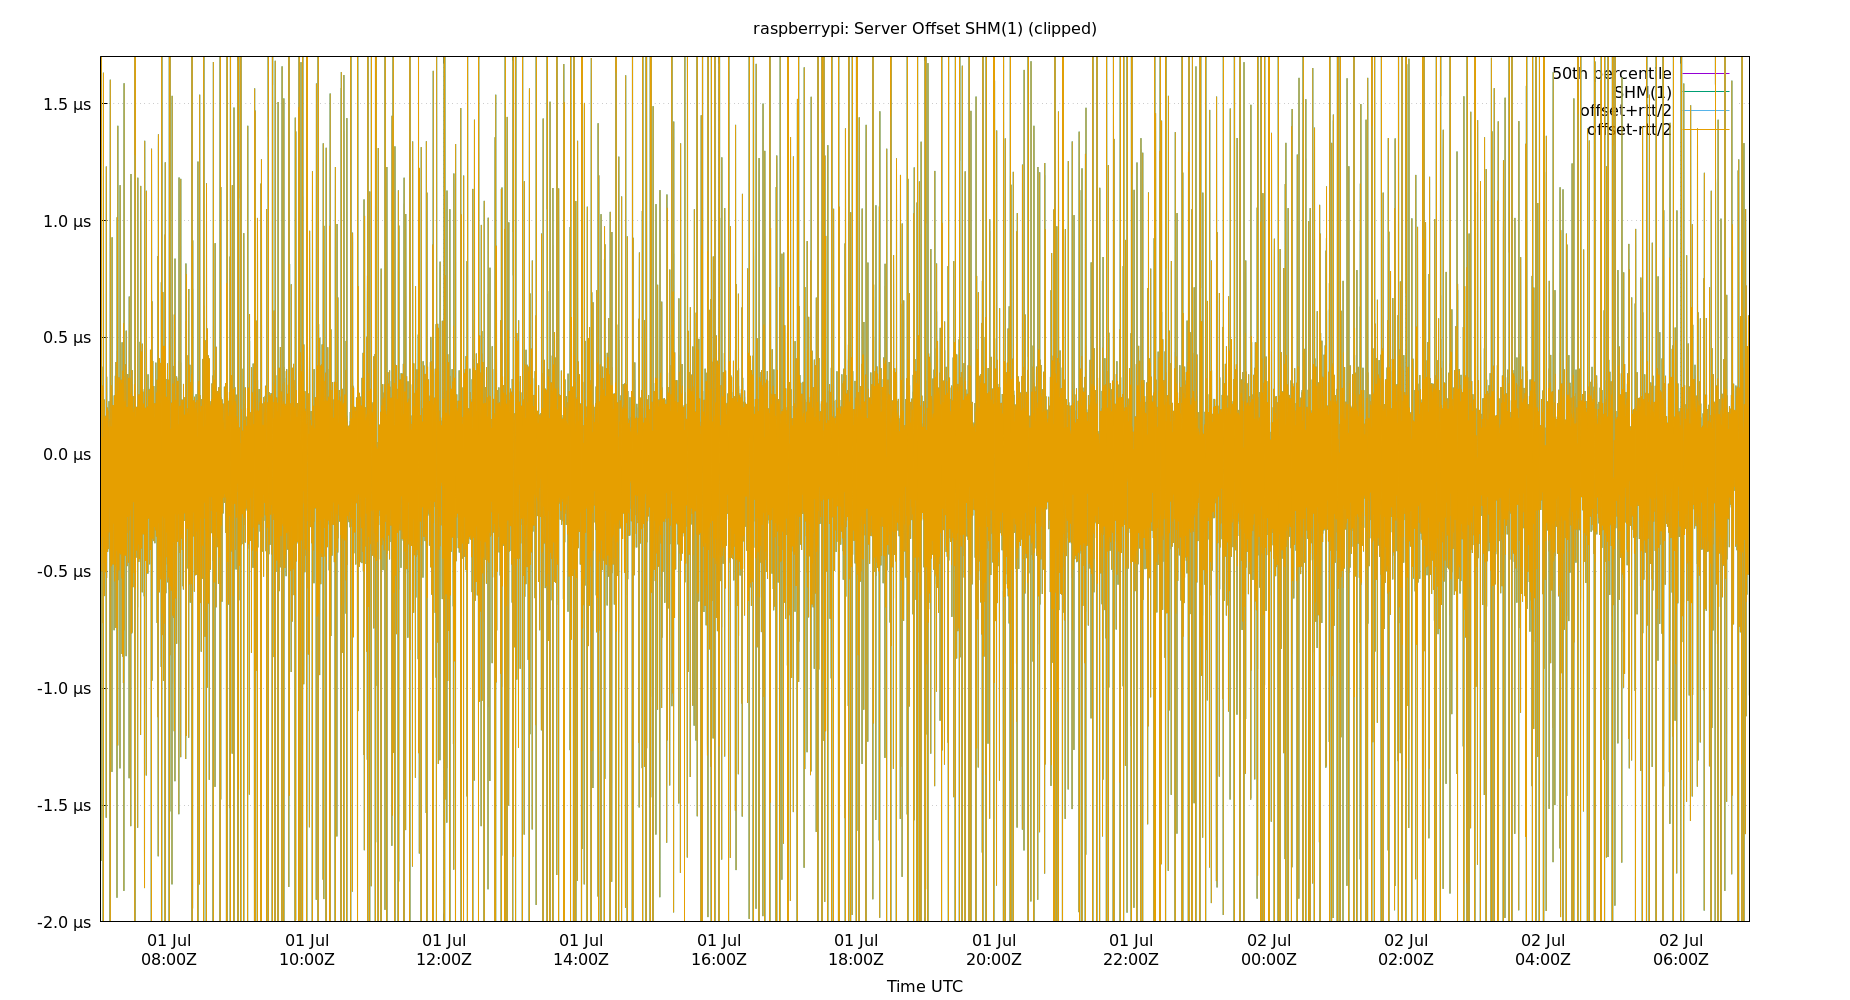 raspberrypi: Server Offset SHM(1) (clipped)
50th percentile
SHM(1)
offset+rtt/2
offset-rtt/2
1.5 µs
1.0 µs
0.5 µs
0.0 µs
-0.5 µs
-1.0 µs
-1.5 µs
-2.0 µs
01 Jul 01 Jul 01 Jul 01 Jul 01 Jul 01 Jul 01 Jul 01 Jul 02 Jul 02 Jul 02 Jul 02 Jul
08:00Z 10:00Z 12:00Z 14:00Z 16:00Z 18:00Z 20:00Z 22:00Z 00:00Z 02:00Z 04:00Z 06:00Z
Time UTC